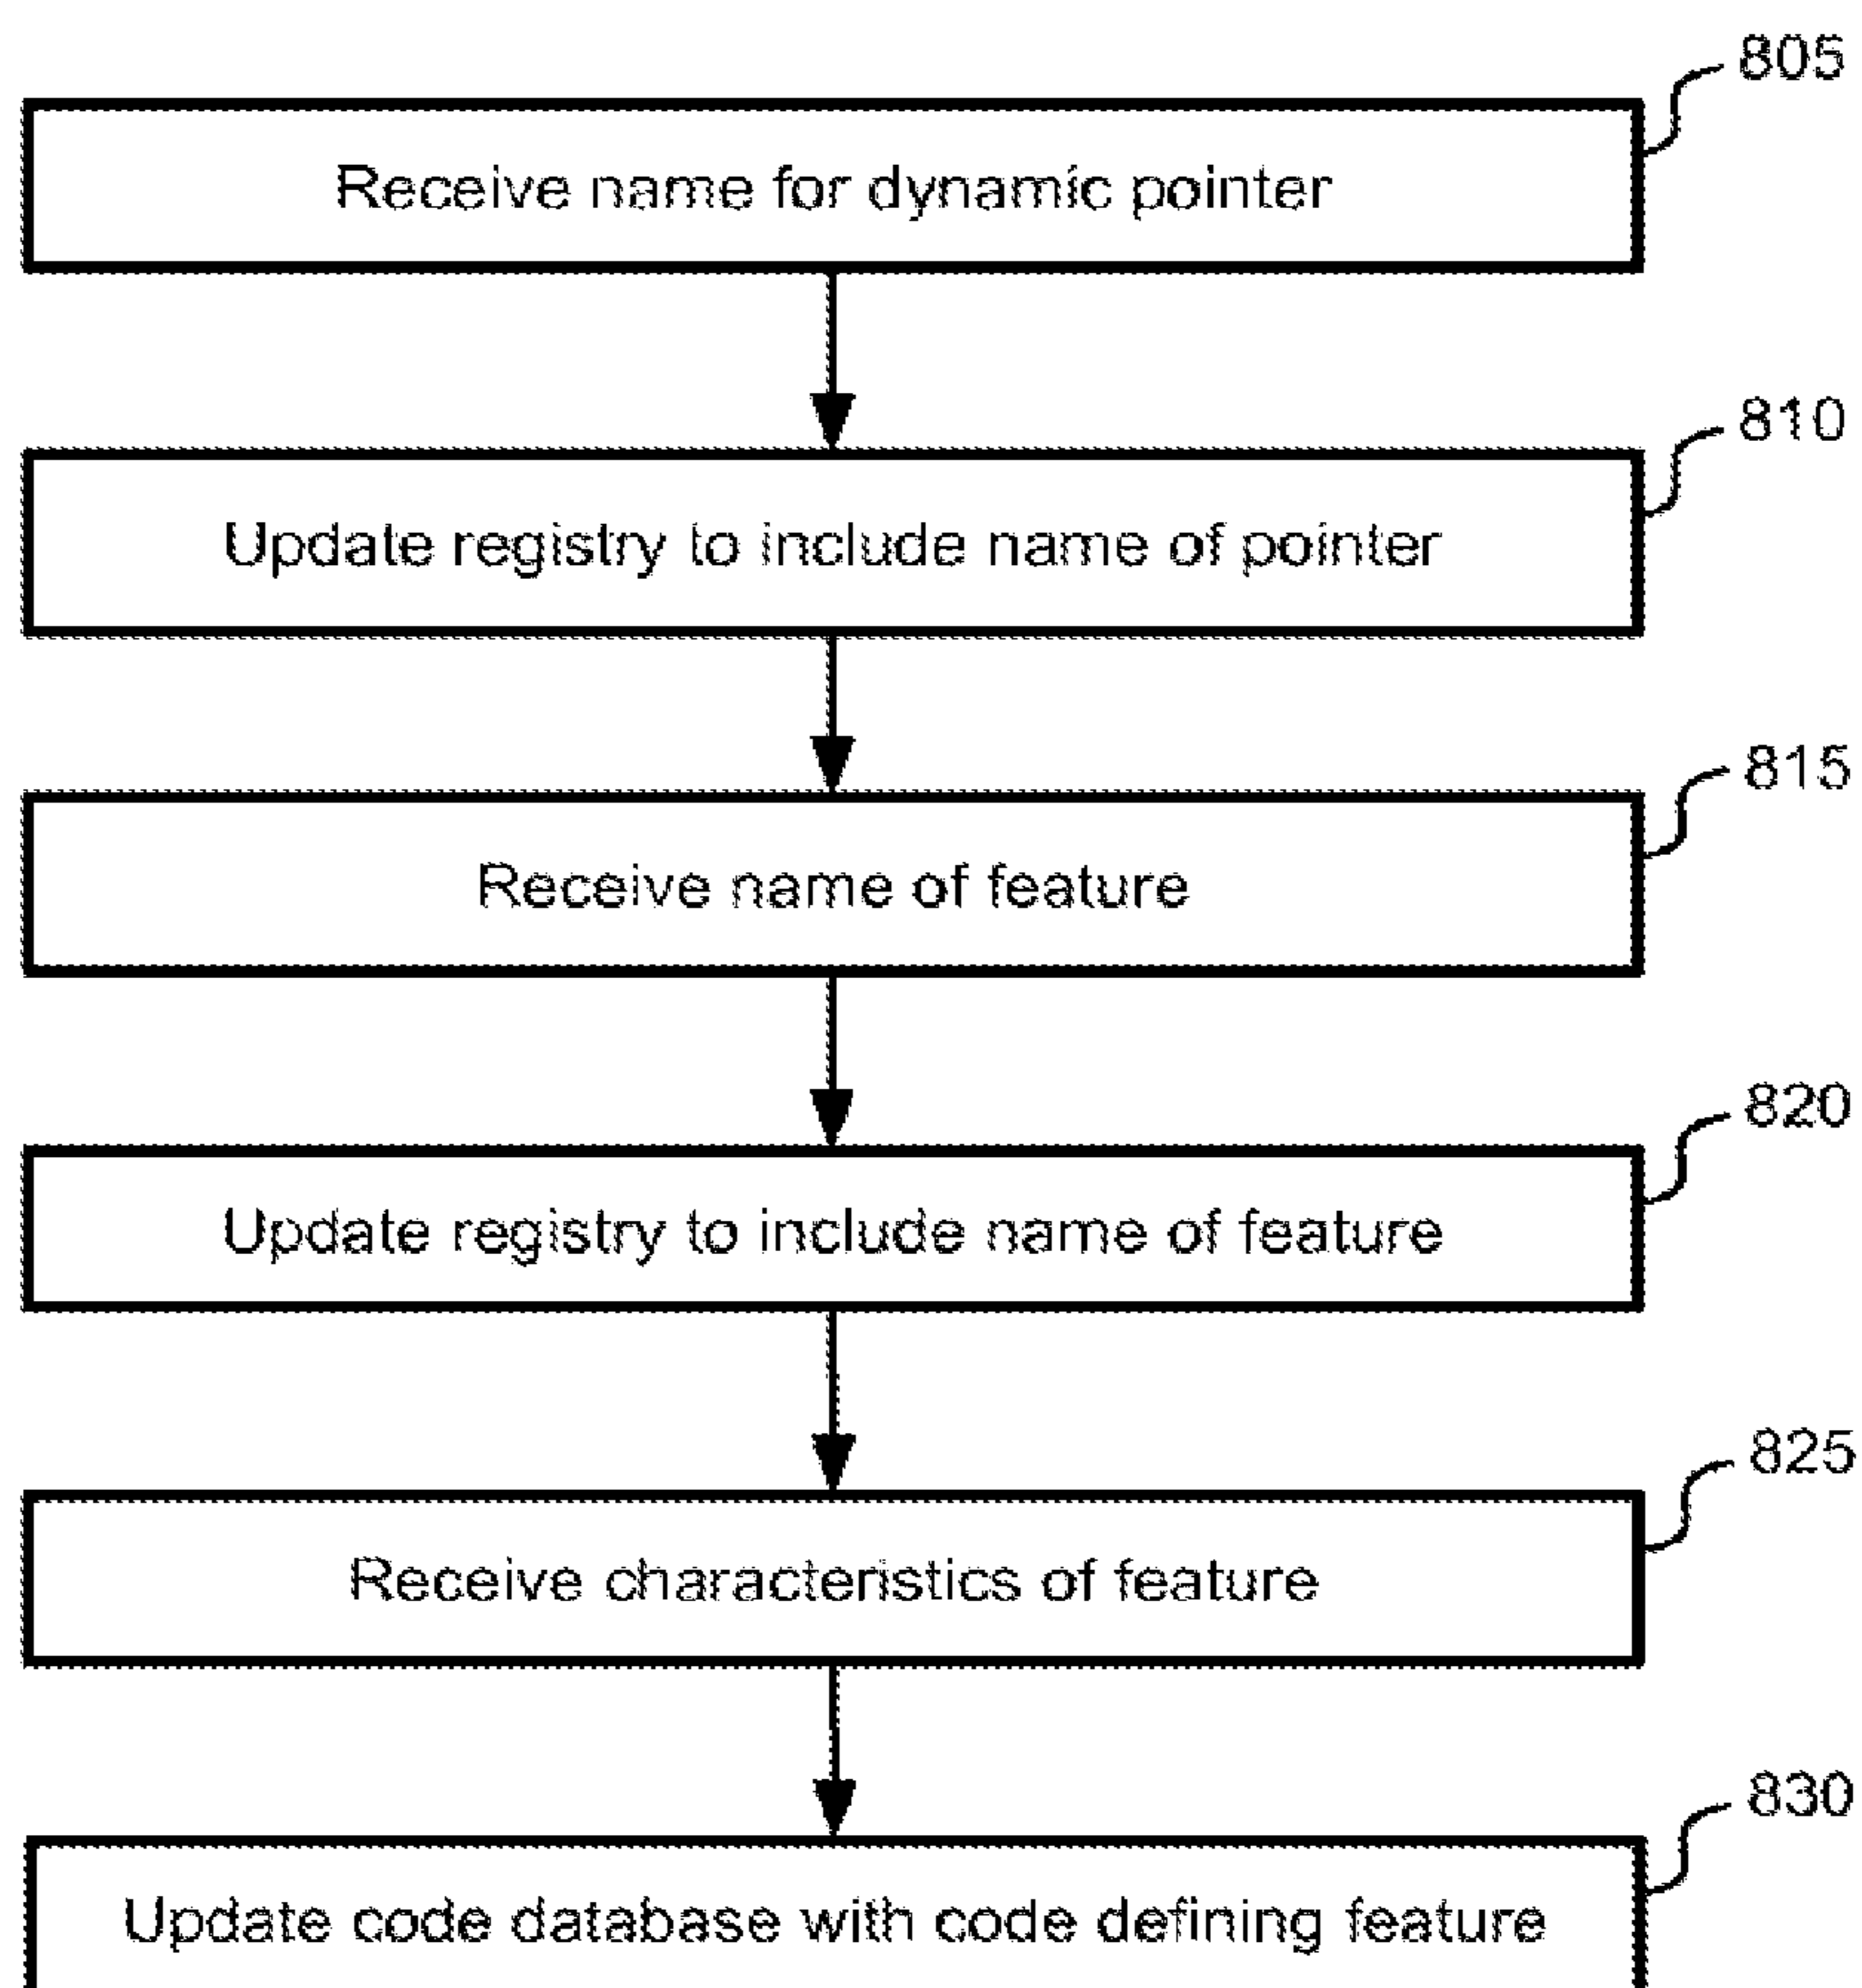 805
Receive name for dynamic pointer
810
Update registry to include name of pointer
815
Receive name of feature
820
Update registry to include name of feature
825
Receive characteristics of feature
830
Update code database with code defining feature